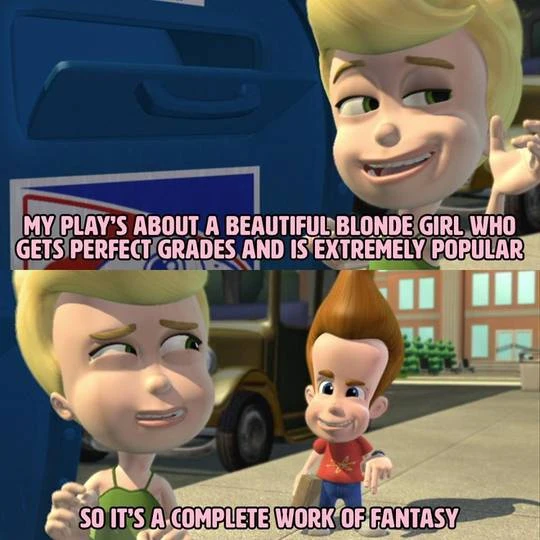 MY PLAY'S ABOUT A BEAUTIFUL BLONDE GIRL WHO
GETS PERFECT GRADES AND IS EXTREMELY POPULAR
SO IT'S A COMPLETE WORK OF FANTASY